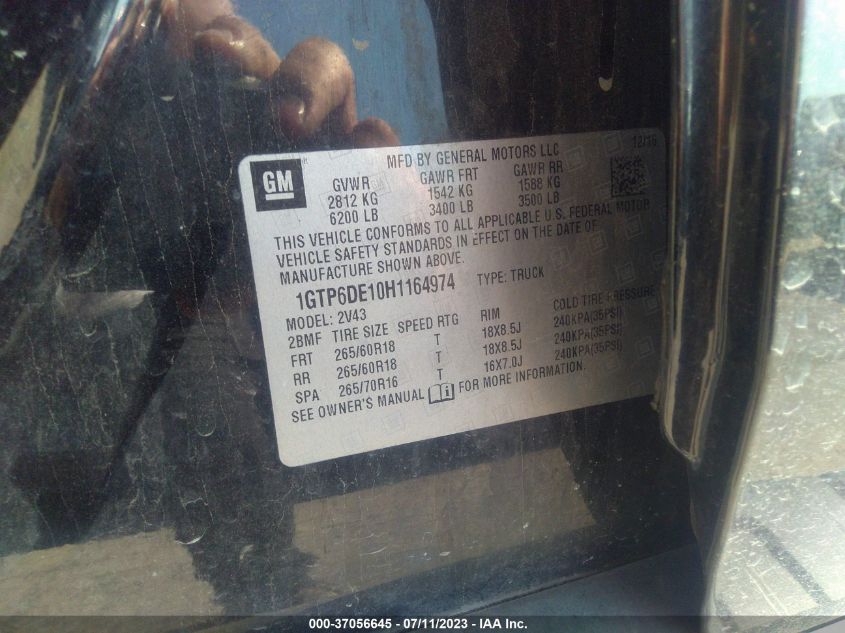 GM
MFD BY GENERAL MOTORS LLC 12/16
GVWR GAWR FRT GAWR RR
2812 KG 1542 KG 1588 KG
6200 LB 3400 LB 3500 LB
THIS VEHICLE CONFORMS TO ALL APPLICABLE U.S. FEDERAL MOTOR
VEHICLE SAFETY STANDARDS IN EFFECT ON THE DATE OF
MANUFACTURE SHOWN ABOVE.
1GTP6DE10H1164974 TYPE: TRUCK
MODEL: 2V43
2BMF TIRE SIZE SPEED RTG RIM COLD TIRE PRESSURE
FRT 265/60R18 T 18X8.5J 240KPA(35PSI)
RR 265/60R18 T 18X8.5J 240KPA(35PSI)
SPA 265/70R16 T 16X7.0J 240KPA(35PSI)
SEE OWNER'S MANUAL FOR MORE INFORMATION.
000-37056645 - 07/11/2023 - IAA Inc.